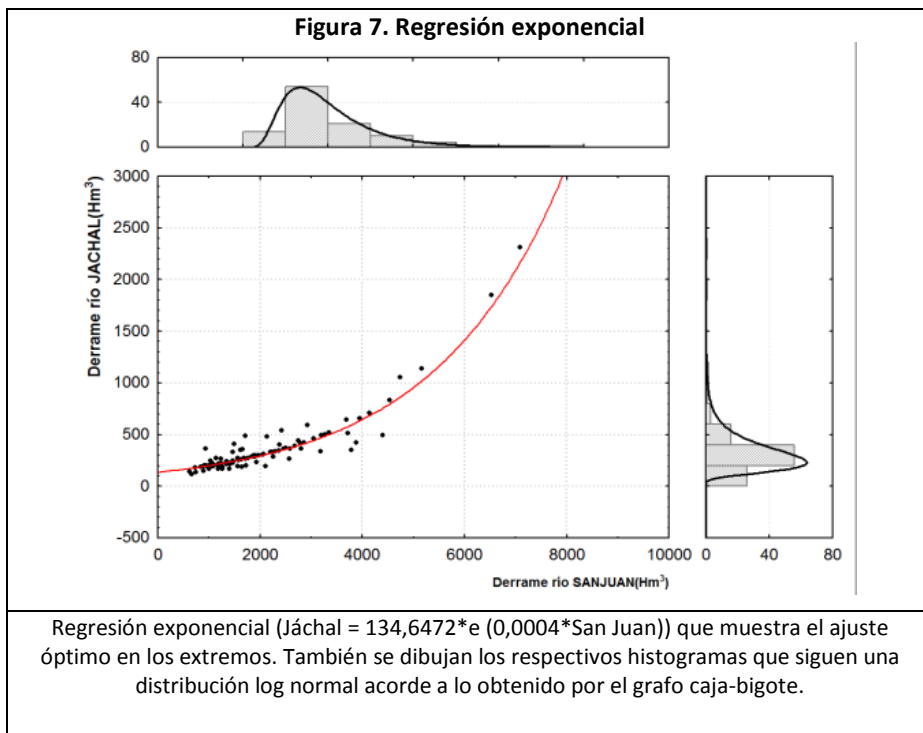 Figura 7. Regresión exponencial
80
40
0
3000
2500
2000
1500
1000
500
0
-500
Derrame río JACHAL(Hm³)
0 2000 4000 6000 8000 10000
Derrame río SANJUAN(Hm³)
0 40 80
Regresión exponencial (Jáchal = 134,6472*e (0,0004*San Juan)) que muestra el ajuste
óptimo en los extremos. También se dibujan los respectivos histogramas que siguen una
distribución log normal acorde a lo obtenido por el grafo caja-bigote.